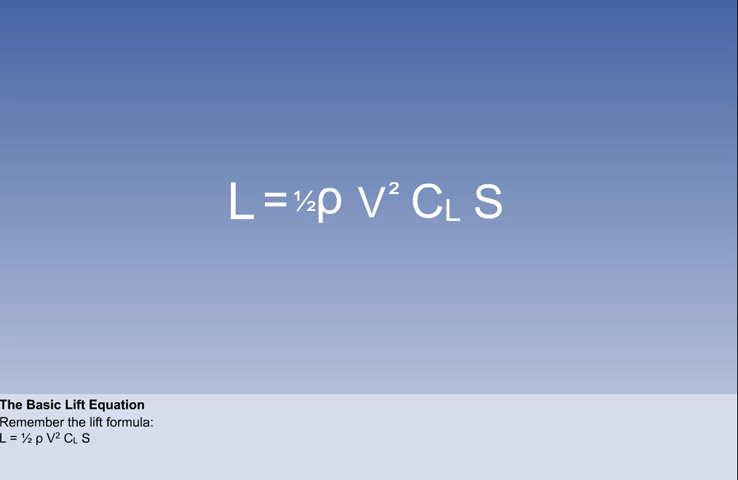 L = ½ρ V² CL S
The Basic Lift Equation
Remember the lift formula:
L = ½ ρ V² CL S